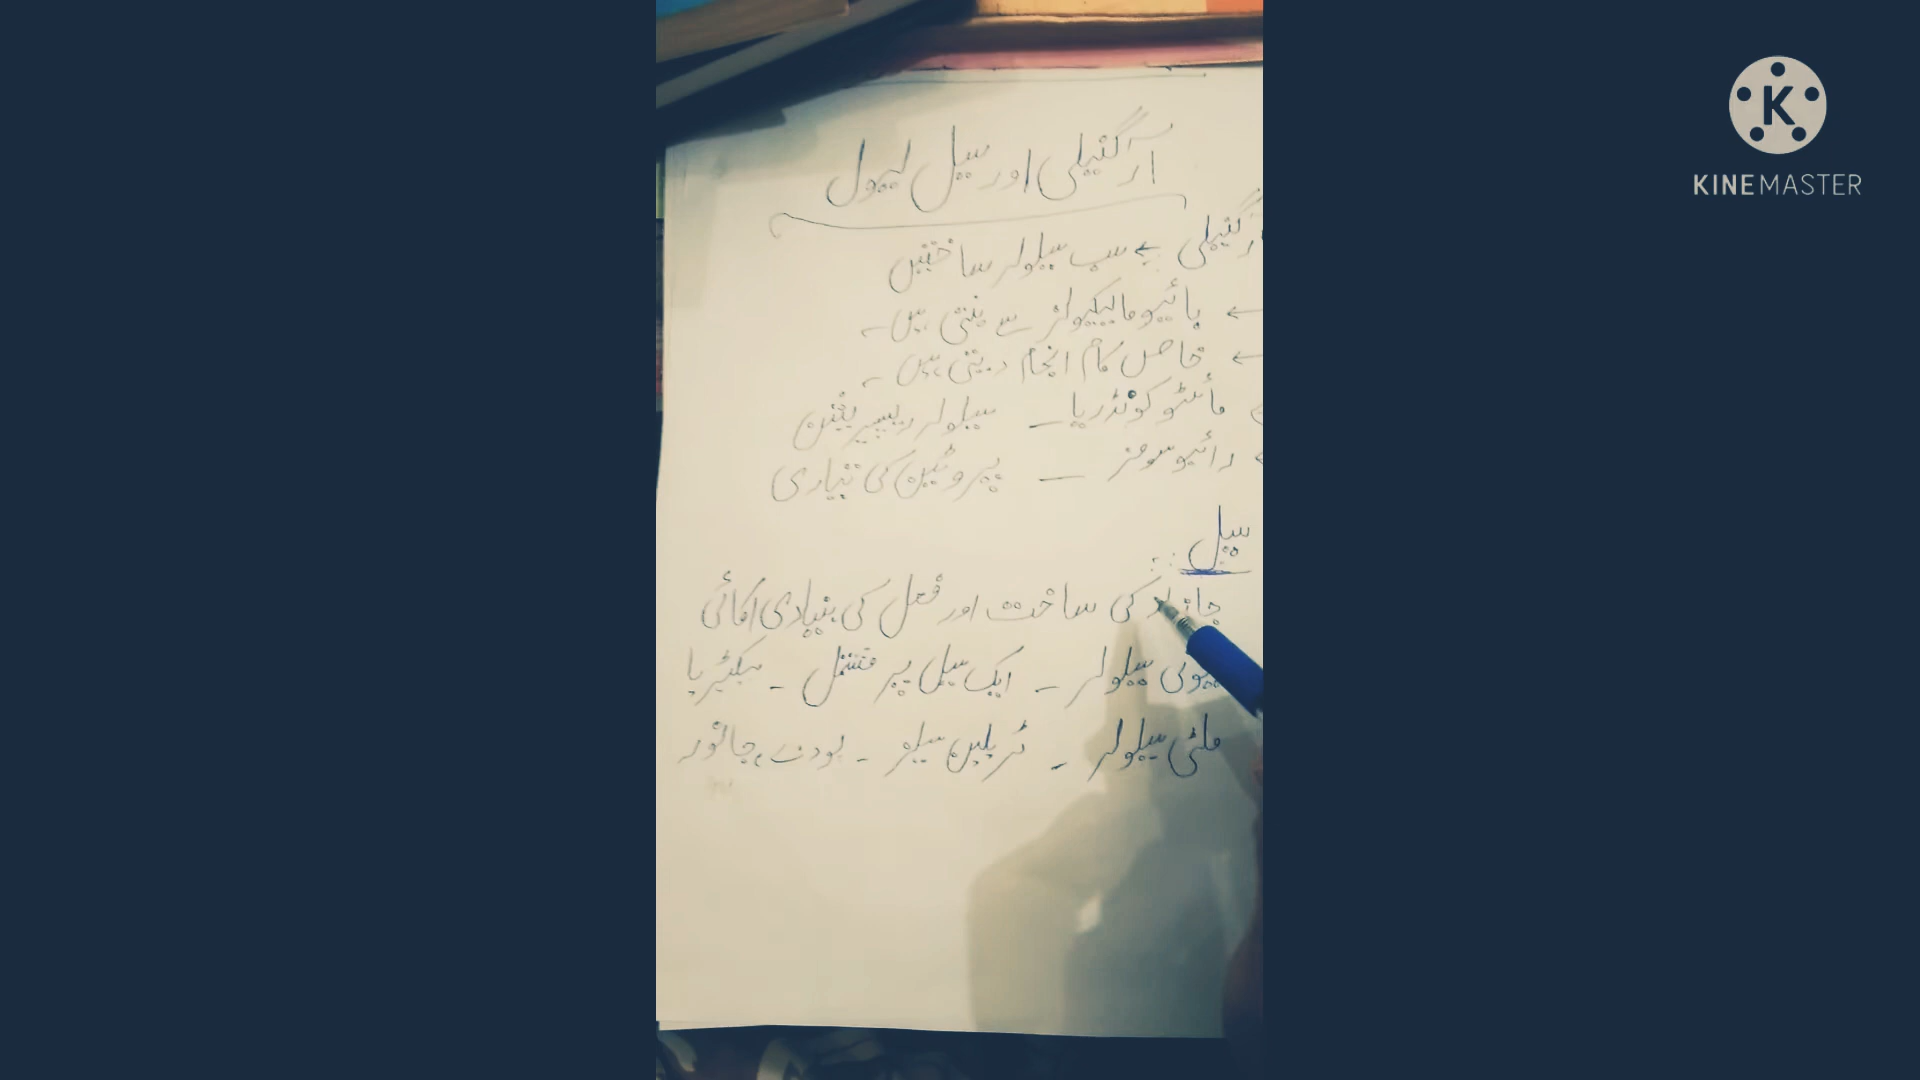 آرگنیلی اور سیل لیول
آرگنیلی ← سب سیلولر ساختیں
← بائیو مالیکیولز سے بنتی ہیں۔
← خاص کام انجام دیتی ہیں۔
مائٹوکونڈریا ۔ سیلولر ریسپیریشن
رائبوسومز ۔ پروٹین کی تیاری
سیل :
جاندار کی ساخت اور فعل کی بنیادی اکائی
یونی سیلولر ۔ ایک سیل پر مشتمل ۔ بیکٹیریا
ملٹی سیلولر ۔ ٹریلین سیلز ۔ پودے، جانور
KINEMASTER